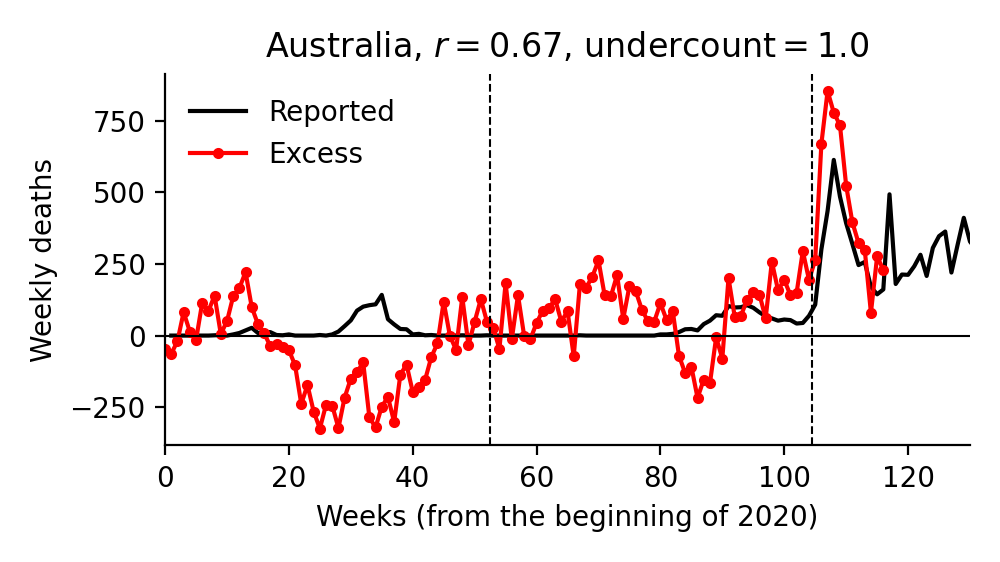 Australia, r = 0.67, undercount = 1.0
Reported
Excess
Weekly deaths
750
500
250
0
−250
0 20 40 60 80 100 120
Weeks (from the beginning of 2020)